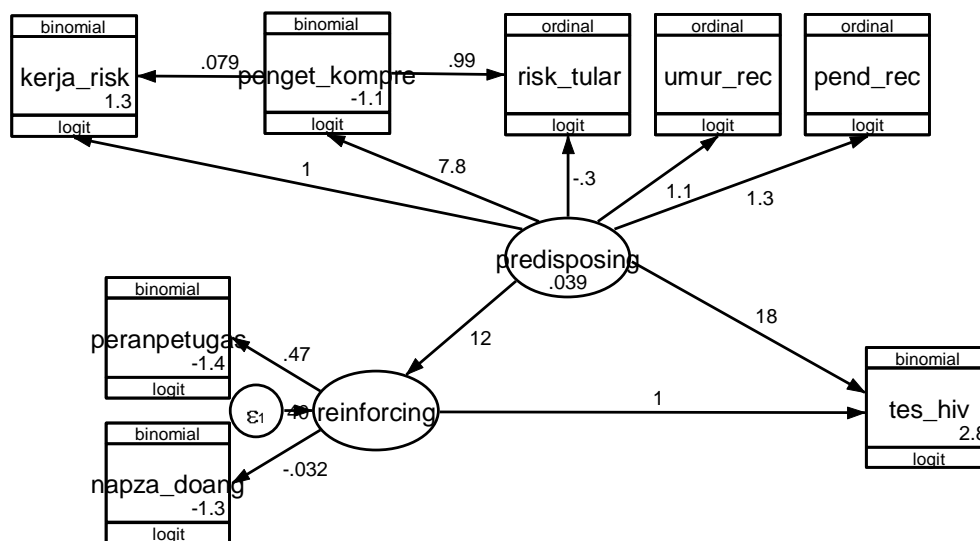 binomial
kerja_risk
1.3
logit
.079
binomial
penget_kompre
-1.1
logit
.99
ordinal
risk_tular
logit
ordinal
umur_rec
logit
ordinal
pend_rec
logit
1
7.8
-.3
1.1
1.3
predisposing
.039
12
18
binomial
peranpetugas
-1.4
logit
.47
ε1
reinforcing
1
binomial
tes_hiv
2.8
logit
binomial
napza_doang
-1.3
logit
-.032